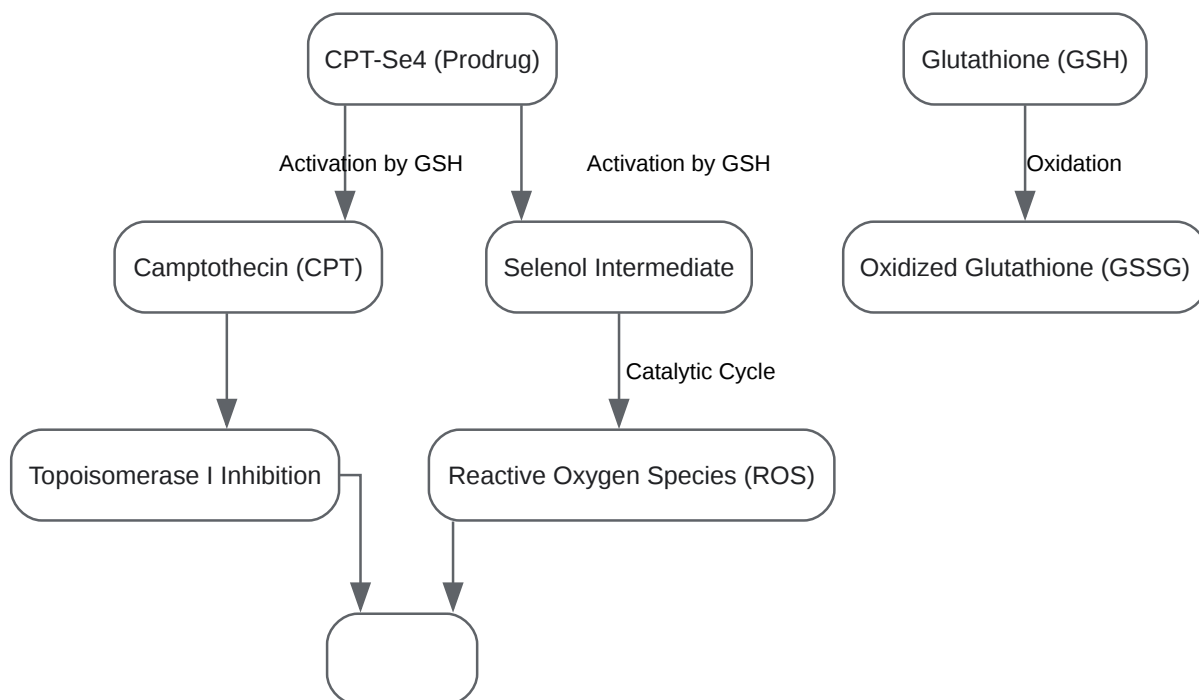 CPT-Se4 (Prodrug)
Glutathione (GSH)
Activation by GSH
Activation by GSH
Oxidation
Camptothecin (CPT)
Selenol Intermediate
Oxidized Glutathione (GSSG)
Catalytic Cycle
Topoisomerase I Inhibition
Reactive Oxygen Species (ROS)